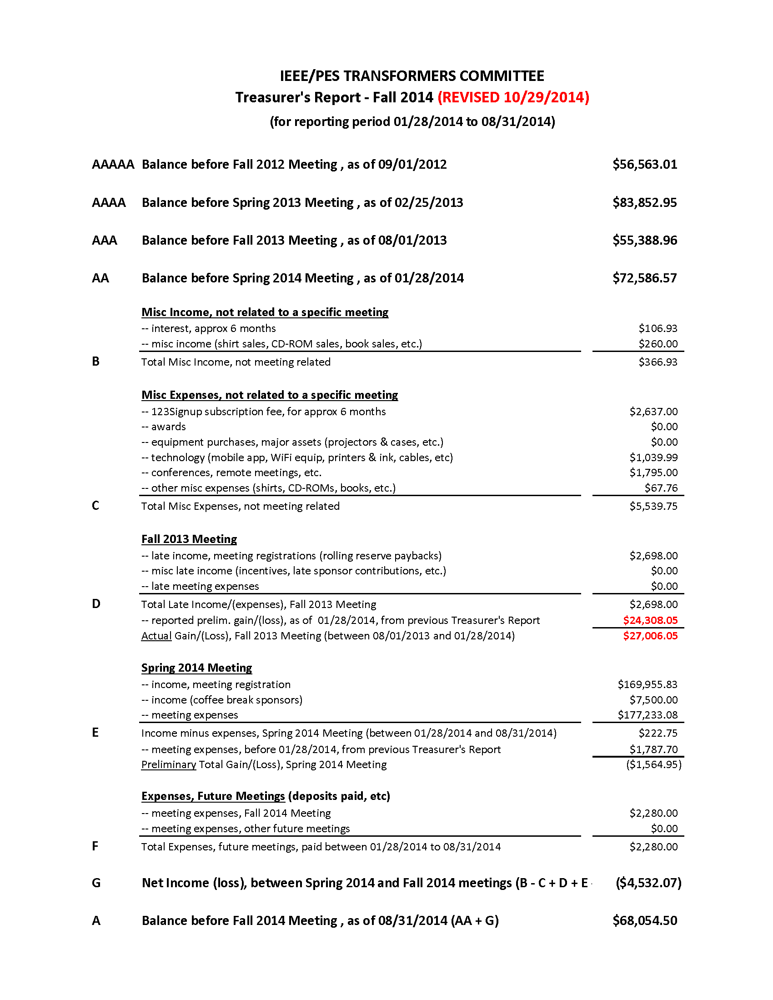 IEEE/PES TRANSFORMERS COMMITTEE
Treasurer's Report - Fall 2014 (REVISED 10/29/2014)
(for reporting period 01/28/2014 to 08/31/2014)
AAAAA Balance before Fall 2012 Meeting , as of 09/01/2012 $56,563.01
AAAA Balance before Spring 2013 Meeting , as of 02/25/2013 $83,852.95
AAA Balance before Fall 2013 Meeting , as of 08/01/2013 $55,388.96
AA Balance before Spring 2014 Meeting , as of 01/28/2014 $72,586.57
Misc Income, not related to a specific meeting
-- interest, approx 6 months $106.93
-- misc income (shirt sales, CD-ROM sales, book sales, etc.) $260.00
B Total Misc Income, not meeting related $366.93
Misc Expenses, not related to a specific meeting
-- 123Signup subscription fee, for approx 6 months $2,637.00
-- awards $0.00
-- equipment purchases, major assets (projectors & cases, etc.) $0.00
-- technology (mobile app, WiFi equip, printers & ink, cables, etc) $1,039.99
-- conferences, remote meetings, etc. $1,795.00
-- other misc expenses (shirts, CD-ROMs, books, etc.) $67.76
C Total Misc Expenses, not meeting related $5,539.75
Fall 2013 Meeting
-- late income, meeting registrations (rolling reserve paybacks) $2,698.00
-- misc late income (incentives, late sponsor contributions, etc.) $0.00
-- late meeting expenses $0.00
D Total Late Income/(expenses), Fall 2013 Meeting $2,698.00
-- reported prelim. gain/(loss), as of 01/28/2014, from previous Treasurer's Report $24,308.05
Actual Gain/(Loss), Fall 2013 Meeting (between 08/01/2013 and 01/28/2014) $27,006.05
Spring 2014 Meeting
-- income, meeting registration $169,955.83
-- income (coffee break sponsors) $7,500.00
-- meeting expenses $177,233.08
E Income minus expenses, Spring 2014 Meeting (between 01/28/2014 and 08/31/2014) $222.75
-- meeting expenses, before 01/28/2014, from previous Treasurer's Report $1,787.70
Preliminary Total Gain/(Loss), Spring 2014 Meeting ($1,564.95)
Expenses, Future Meetings (deposits paid, etc)
-- meeting expenses, Fall 2014 Meeting $2,280.00
-- meeting expenses, other future meetings $0.00
F Total Expenses, future meetings, paid between 01/28/2014 to 08/31/2014 $2,280.00
G Net Income (loss), between Spring 2014 and Fall 2014 meetings (B - C + D + E - ($4,532.07)
A Balance before Fall 2014 Meeting , as of 08/31/2014 (AA + G) $68,054.50